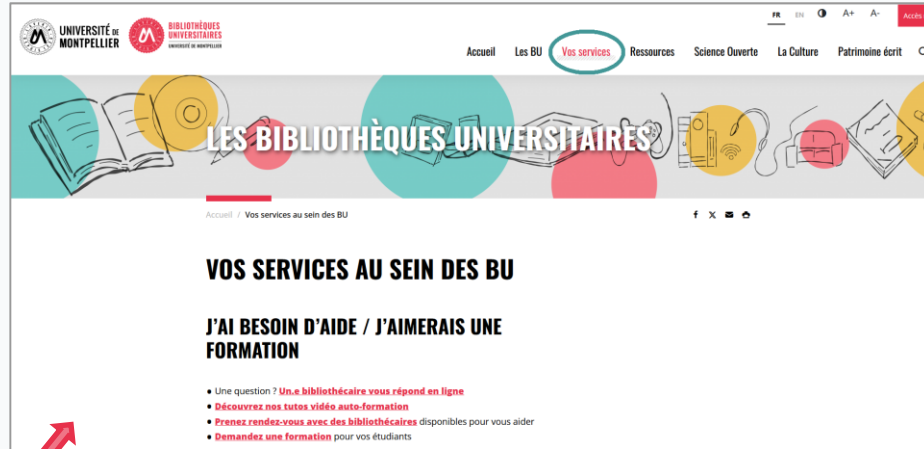 FR EN A+ A- Accès
UNIVERSITÉ DE
MONTPELLIER
BIBLIOTHÈQUES
UNIVERSITAIRES
UNIVERSITÉ DE MONTPELLIER
Accueil Les BU Vos services Ressources Science Ouverte La Culture Patrimoine écrit
LES BIBLIOTHÈQUES UNIVERSITAIRES
Accueil / Vos services au sein des BU
VOS SERVICES AU SEIN DES BU
J'AI BESOIN D'AIDE / J'AIMERAIS UNE
FORMATION
• Une question ? Un.e bibliothécaire vous répond en ligne
• Découvrez nos tutos vidéo auto-formation
• Prenez rendez-vous avec des bibliothécaires disponibles pour vous aider
• Demandez une formation pour vos étudiants